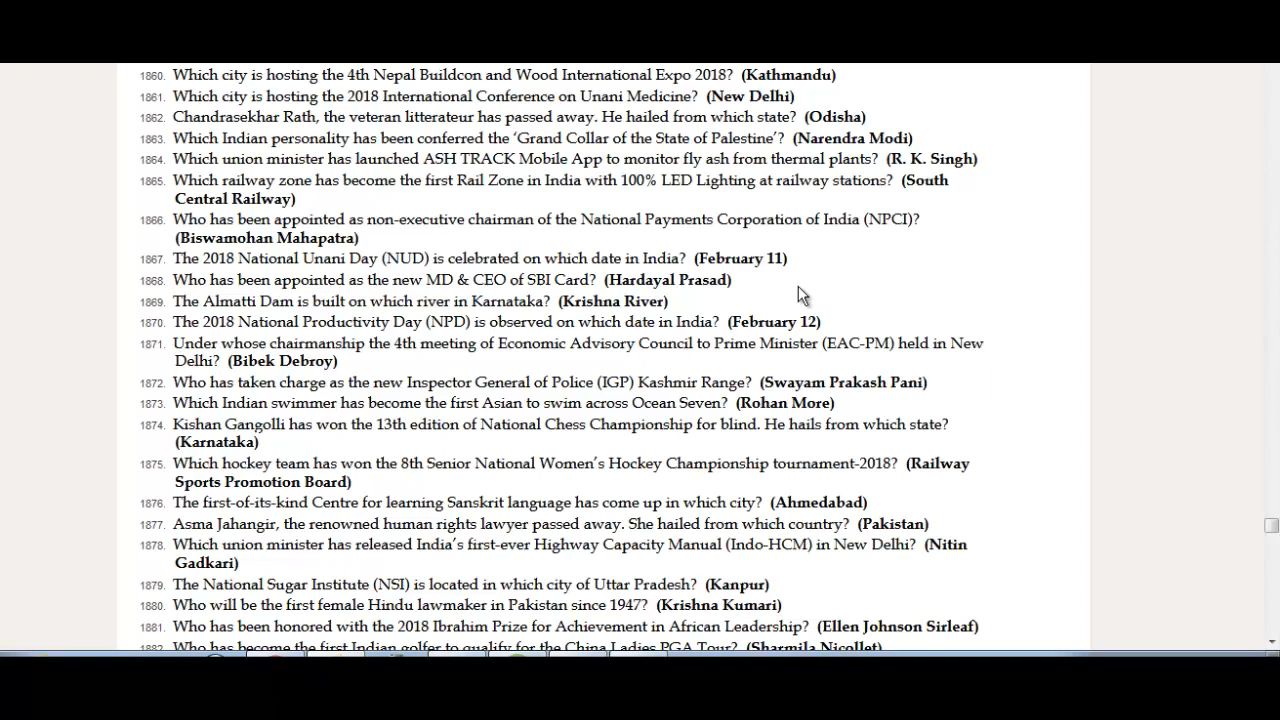 1860. Which city is hosting the 4th Nepal Buildcon and Wood International Expo 2018? (Kathmandu)
1861. Which city is hosting the 2018 International Conference on Unani Medicine? (New Delhi)
1862. Chandrasekhar Rath, the veteran litterateur has passed away. He hailed from which state? (Odisha)
1863. Which Indian personality has been conferred the ‘Grand Collar of the State of Palestine’? (Narendra Modi)
1864. Which union minister has launched ASH TRACK Mobile App to monitor fly ash from thermal plants? (R. K. Singh)
1865. Which railway zone has become the first Rail Zone in India with 100% LED Lighting at railway stations? (South
Central Railway)
1866. Who has been appointed as non-executive chairman of the National Payments Corporation of India (NPCI)?
(Biswamohan Mahapatra)
1867. The 2018 National Unani Day (NUD) is celebrated on which date in India? (February 11)
1868. Who has been appointed as the new MD & CEO of SBI Card? (Hardayal Prasad)
1869. The Almatti Dam is built on which river in Karnataka? (Krishna River)
1870. The 2018 National Productivity Day (NPD) is observed on which date in India? (February 12)
1871. Under whose chairmanship the 4th meeting of Economic Advisory Council to Prime Minister (EAC-PM) held in New
Delhi? (Bibek Debroy)
1872. Who has taken charge as the new Inspector General of Police (IGP) Kashmir Range? (Swayam Prakash Pani)
1873. Which Indian swimmer has become the first Asian to swim across Ocean Seven? (Rohan More)
1874. Kishan Gangolli has won the 13th edition of National Chess Championship for blind. He hails from which state?
(Karnataka)
1875. Which hockey team has won the 8th Senior National Women’s Hockey Championship tournament-2018? (Railway
Sports Promotion Board)
1876. The first-of-its-kind Centre for learning Sanskrit language has come up in which city? (Ahmedabad)
1877. Asma Jahangir, the renowned human rights lawyer passed away. She hailed from which country? (Pakistan)
1878. Which union minister has released India’s first-ever Highway Capacity Manual (Indo-HCM) in New Delhi? (Nitin
Gadkari)
1879. The National Sugar Institute (NSI) is located in which city of Uttar Pradesh? (Kanpur)
1880. Who will be the first female Hindu lawmaker in Pakistan since 1947? (Krishna Kumari)
1881. Who has been honored with the 2018 Ibrahim Prize for Achievement in African Leadership? (Ellen Johnson Sirleaf)
1882. Who has become the first Indian golfer to qualify for the China Ladies PGA Tour? (Sharmila Nicollet)